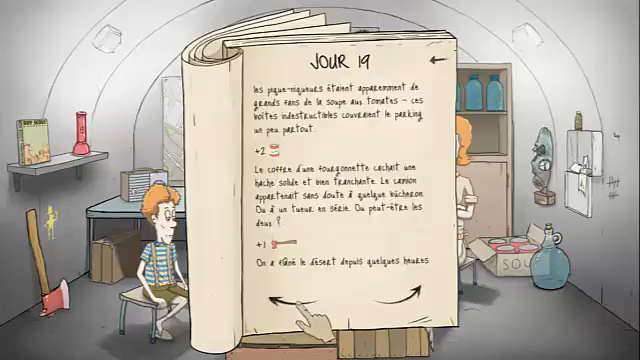 JOUR 19
les pique-niqueurs étaient apparemment de
grands fans de la soupe aux tomates - ces
boîtes indestructibles couvraient le parking
un peu partout.
+2
Le coffre d'une fourgonnette cachait une
hache solide et bien tranchante. Le camion
appartenait sans doute à quelque bûcheron.
Ou à un tueur en série. Ou peut-être les
deux ?
+1
On a flâné le désert depuis quelques heures
SOU